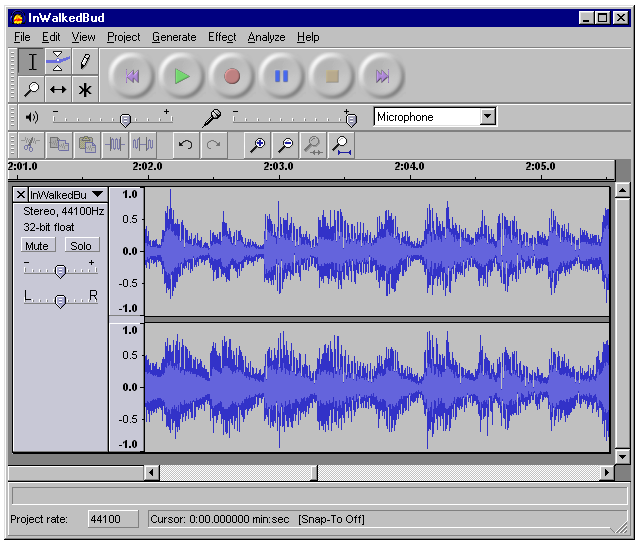 InWalkedBud
File Edit View Project Generate Effect Analyze Help
- + - + Microphone
2:01.0 2:02.0 2:03.0 2:04.0 2:05.0
InWalkedBu
Stereo, 44100Hz
32-bit float
Mute Solo
- +
L R
1.0
0.5
0.0
-0.5
-1.0
1.0
0.5
0.0
-0.5
-1.0
Project rate: 44100 Cursor: 0:00.000000 min:sec [Snap-To Off]